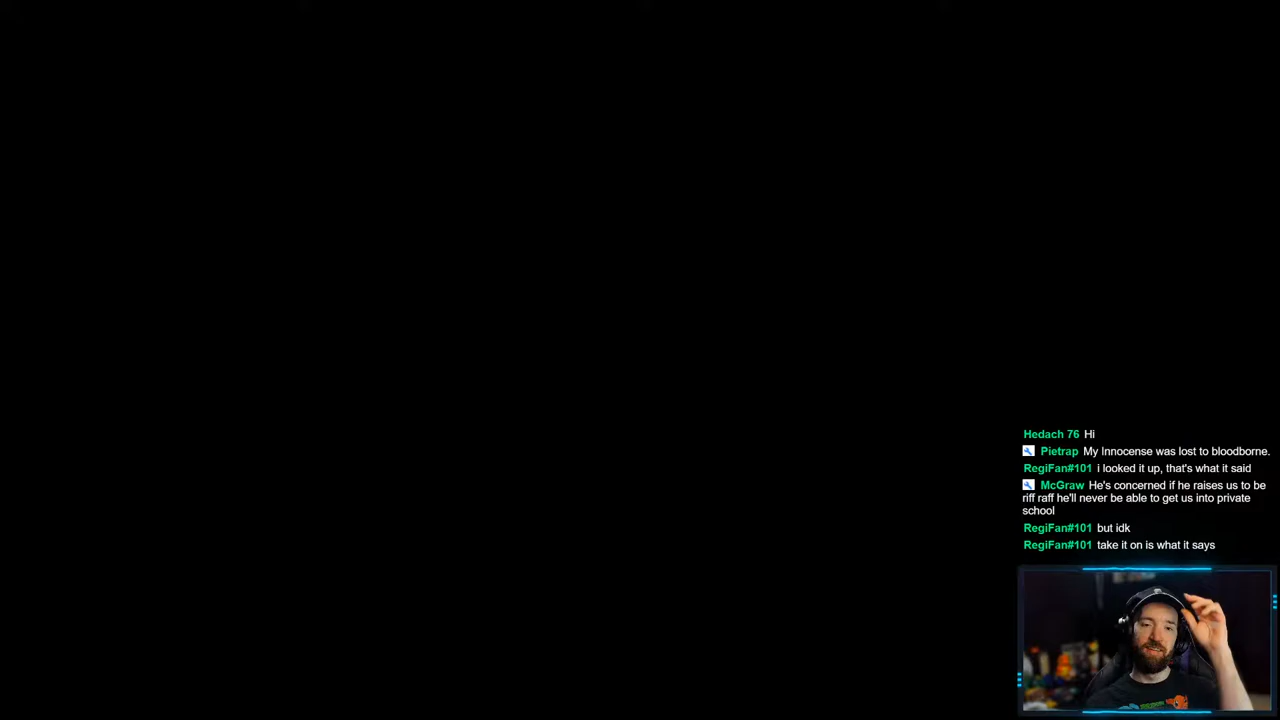 Hedach 76 Hi
Pietrap My Innocense was lost to bloodborne.
RegiFan#101 i looked it up, that's what it said
McGraw He's concerned if he raises us to be
riff raff he'll never be able to get us into private
school
RegiFan#101 but idk
RegiFan#101 take it on is what it says